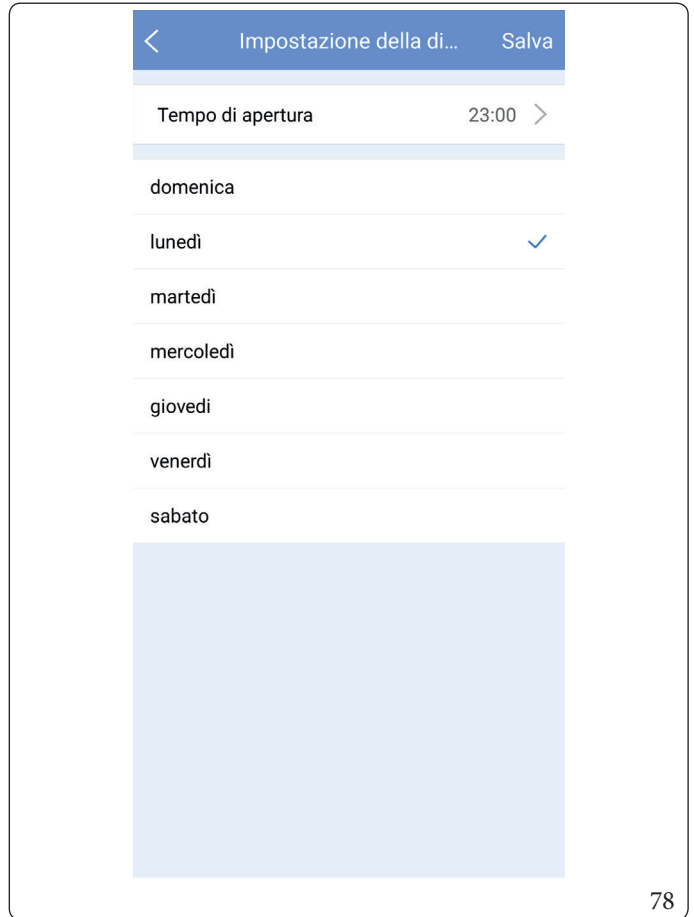 Impostazione della di... Salva
Tempo di apertura 23:00
domenica
lunedì
martedì
mercoledì
giovedi
venerdì
sabato
78